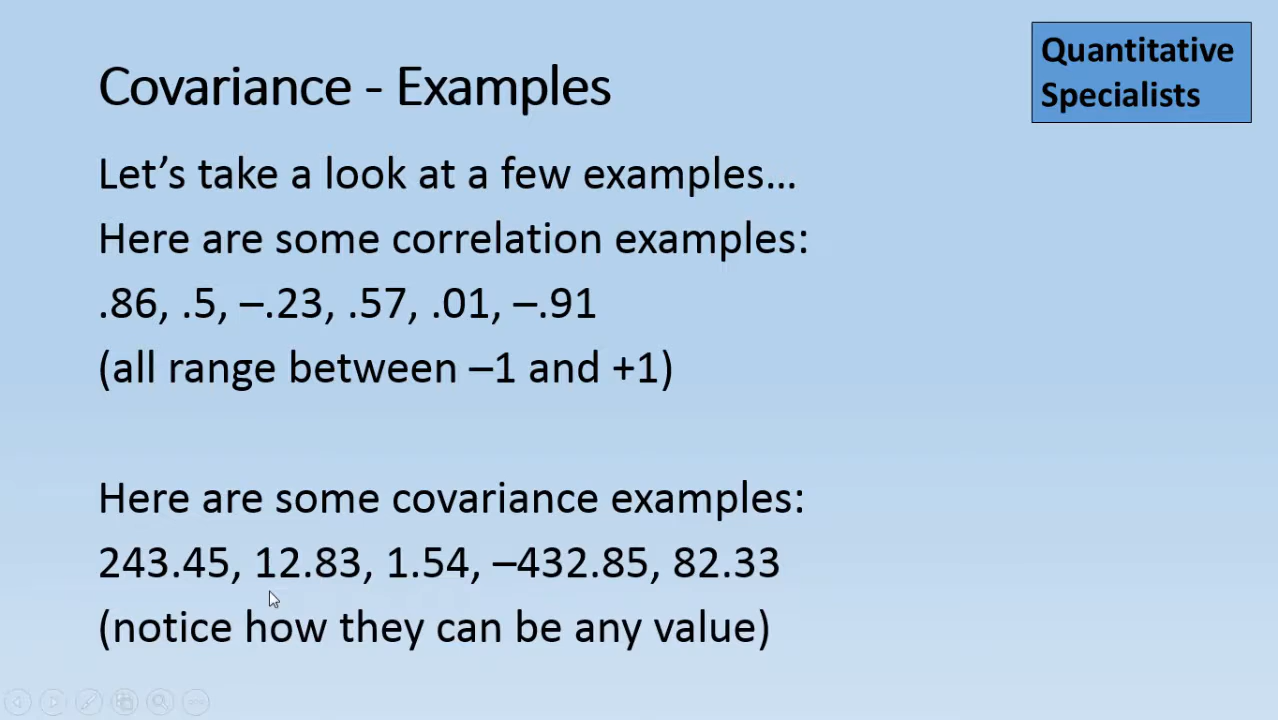 Covariance - Examples
Quantitative
Specialists
Let’s take a look at a few examples…
Here are some correlation examples:
.86, .5, –.23, .57, .01, –.91
(all range between –1 and +1)
Here are some covariance examples:
243.45, 12.83, 1.54, –432.85, 82.33
(notice how they can be any value)